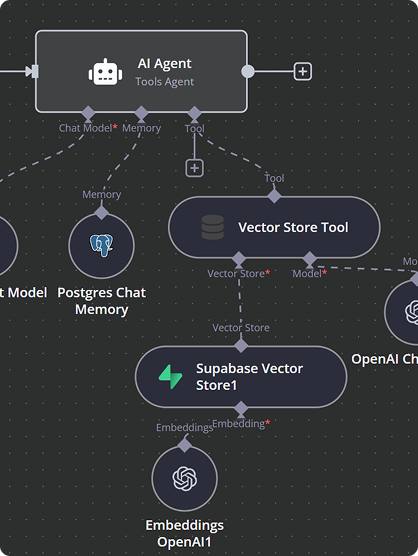 AI Agent
Tools Agent
Chat Model*
Memory
Tool
Tool
Memory
Vector Store Tool
Vector Store*
Model*
Mo
t Model
Postgres Chat
Memory
Vector Store
OpenAI Ch
Supabase Vector
Store1
Embeddings
Embedding*
Embeddings
OpenAI1